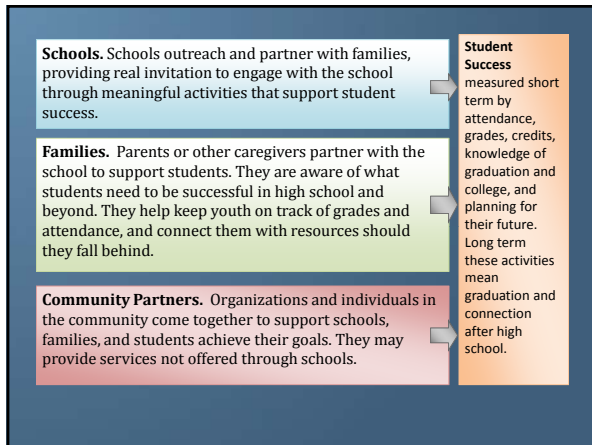 Schools. Schools outreach and partner with families,
providing real invitation to engage with the school
through meaningful activities that support student
success.
Families.  Parents or other caregivers partner with the
school to support students. They are aware of what
students need to be successful in high school and
beyond. They help keep youth on track of grades and
attendance, and connect them with resources should
they fall behind.
Community Partners.  Organizations and individuals in
the community come together to support schools,
families, and students achieve their goals. They may
provide services not offered through schools.
Student
Success
measured short
term by
attendance,
grades, credits,
knowledge of
graduation and
college, and
planning for
their future.
Long term
these activities
mean
graduation and
connection
after high
school.